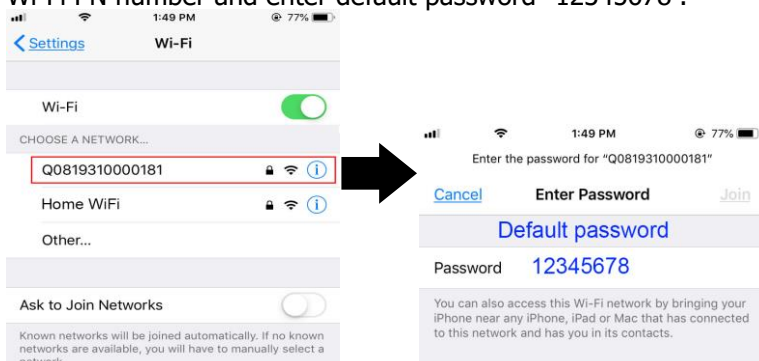 Wi-Fi PN number and enter default password "12345678".
1:49 PM
77%
Settings
Wi-Fi
Wi-Fi
CHOOSE A NETWORK...
Q0819310000181
Home WiFi
Other...
Ask to Join Networks
Known networks will be joined automatically. If no known
networks are available, you will have to manually select a
network.
1:49 PM
77%
Enter the password for "Q0819310000181"
Cancel
Enter Password
Join
Default password
Password
12345678
You can also access this Wi-Fi network by bringing your
iPhone near any iPhone, iPad or Mac that has connected
to this network and has you in its contacts.